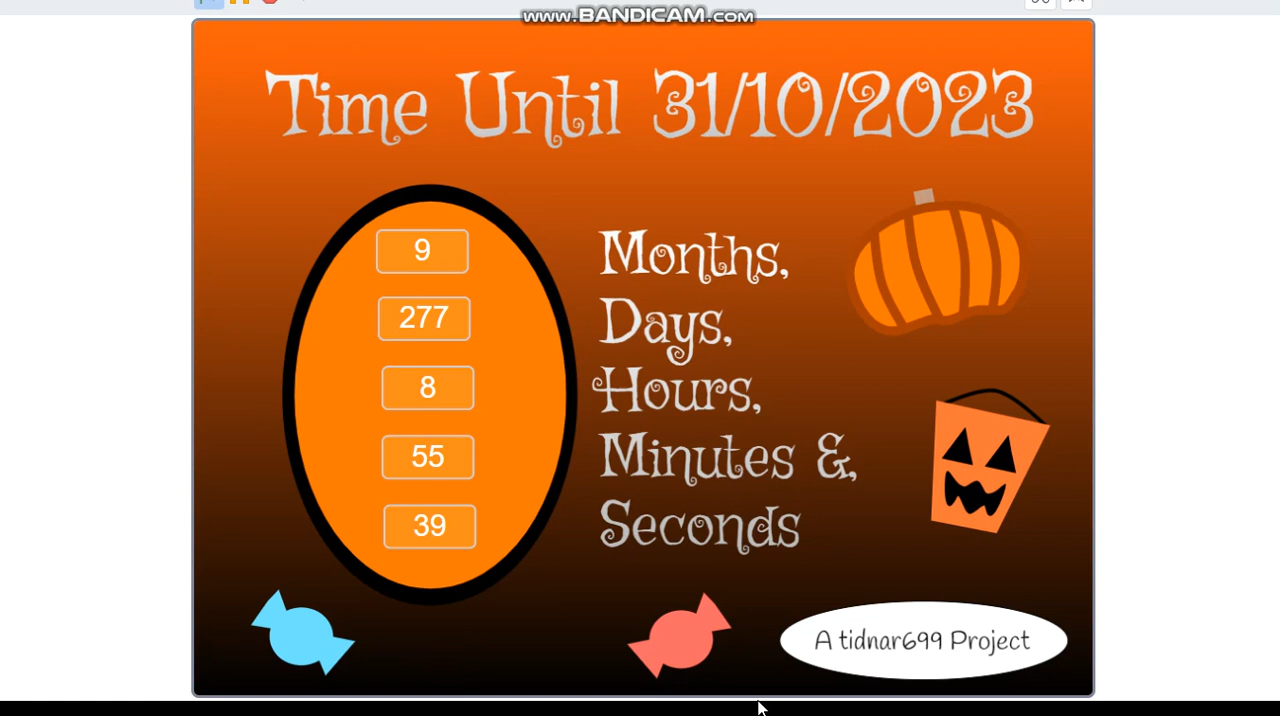 www.BANDICAM.com
Time Until 31/10/2023
9 Months,
277 Days,
8 Hours,
55 Minutes &,
39 Seconds
A tidnar699 Project